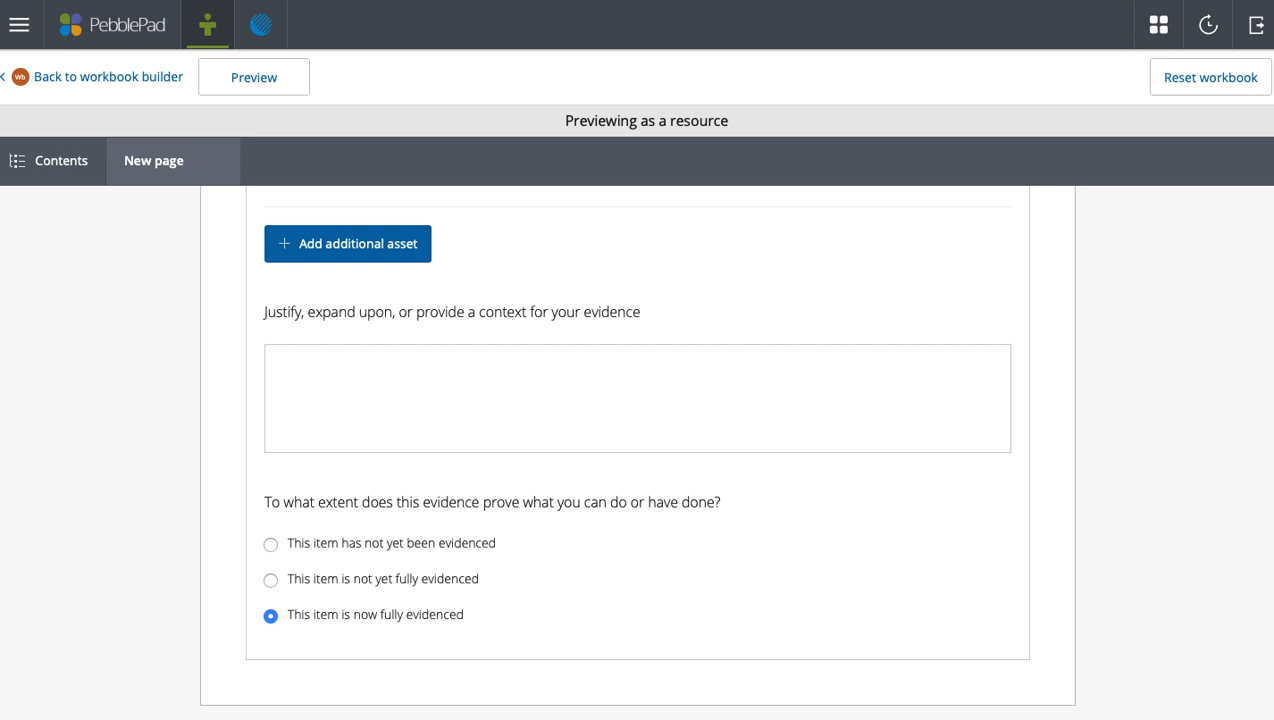 PebblePad
Wb Back to workbook builder
Preview
Reset workbook
Previewing as a resource
Contents
New page
+ Add additional asset
Justify, expand upon, or provide a context for your evidence
To what extent does this evidence prove what you can do or have done?
This item has not yet been evidenced
This item is not yet fully evidenced
This item is now fully evidenced